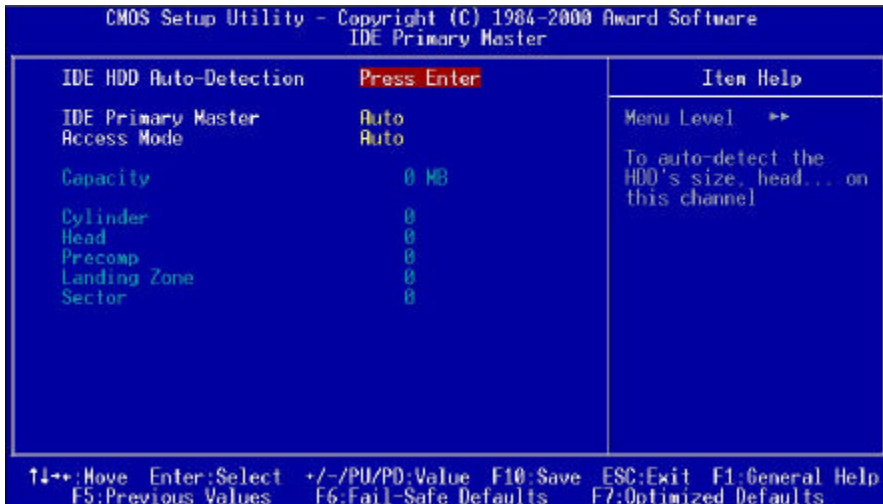 CMOS Setup Utility - Copyright (C) 1984-2000 Award Software
IDE Primary Master
IDE HDD Auto-Detection Press Enter
IDE Primary Master Auto
Access Mode Auto
Capacity 0 MB
Cylinder 0
Head 0
Precomp 0
Landing Zone 0
Sector 0
Item Help
Menu Level ►►
To auto-detect the
HDD's size, head... on
this channel
↑↓→←:Move Enter:Select +/-/PU/PD:Value F10:Save ESC:Exit F1:General Help
F5:Previous Values F6:Fail-Safe Defaults F7:Optimized Defaults